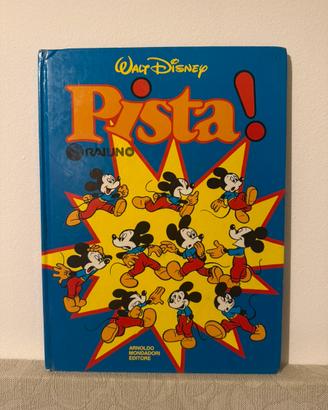 WALT DISNEY
Pista!
RAIUNO
ARNOLDO
MONDADORI
EDITORE